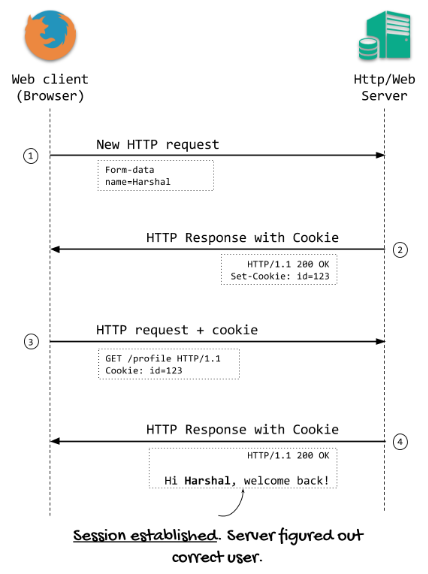 Web client
(Browser)
Http/Web
Server
New HTTP request
1
Form-data
name=Harshal
HTTP Response with Cookie
2
HTTP/1.1 200 OK
Set-Cookie: id=123
HTTP request + cookie
3
GET /profile HTTP/1.1
Cookie: id=123
HTTP Response with Cookie
4
HTTP/1.1 200 OK
Hi Harshal, welcome back!
Session established. Server figured out
correct user.